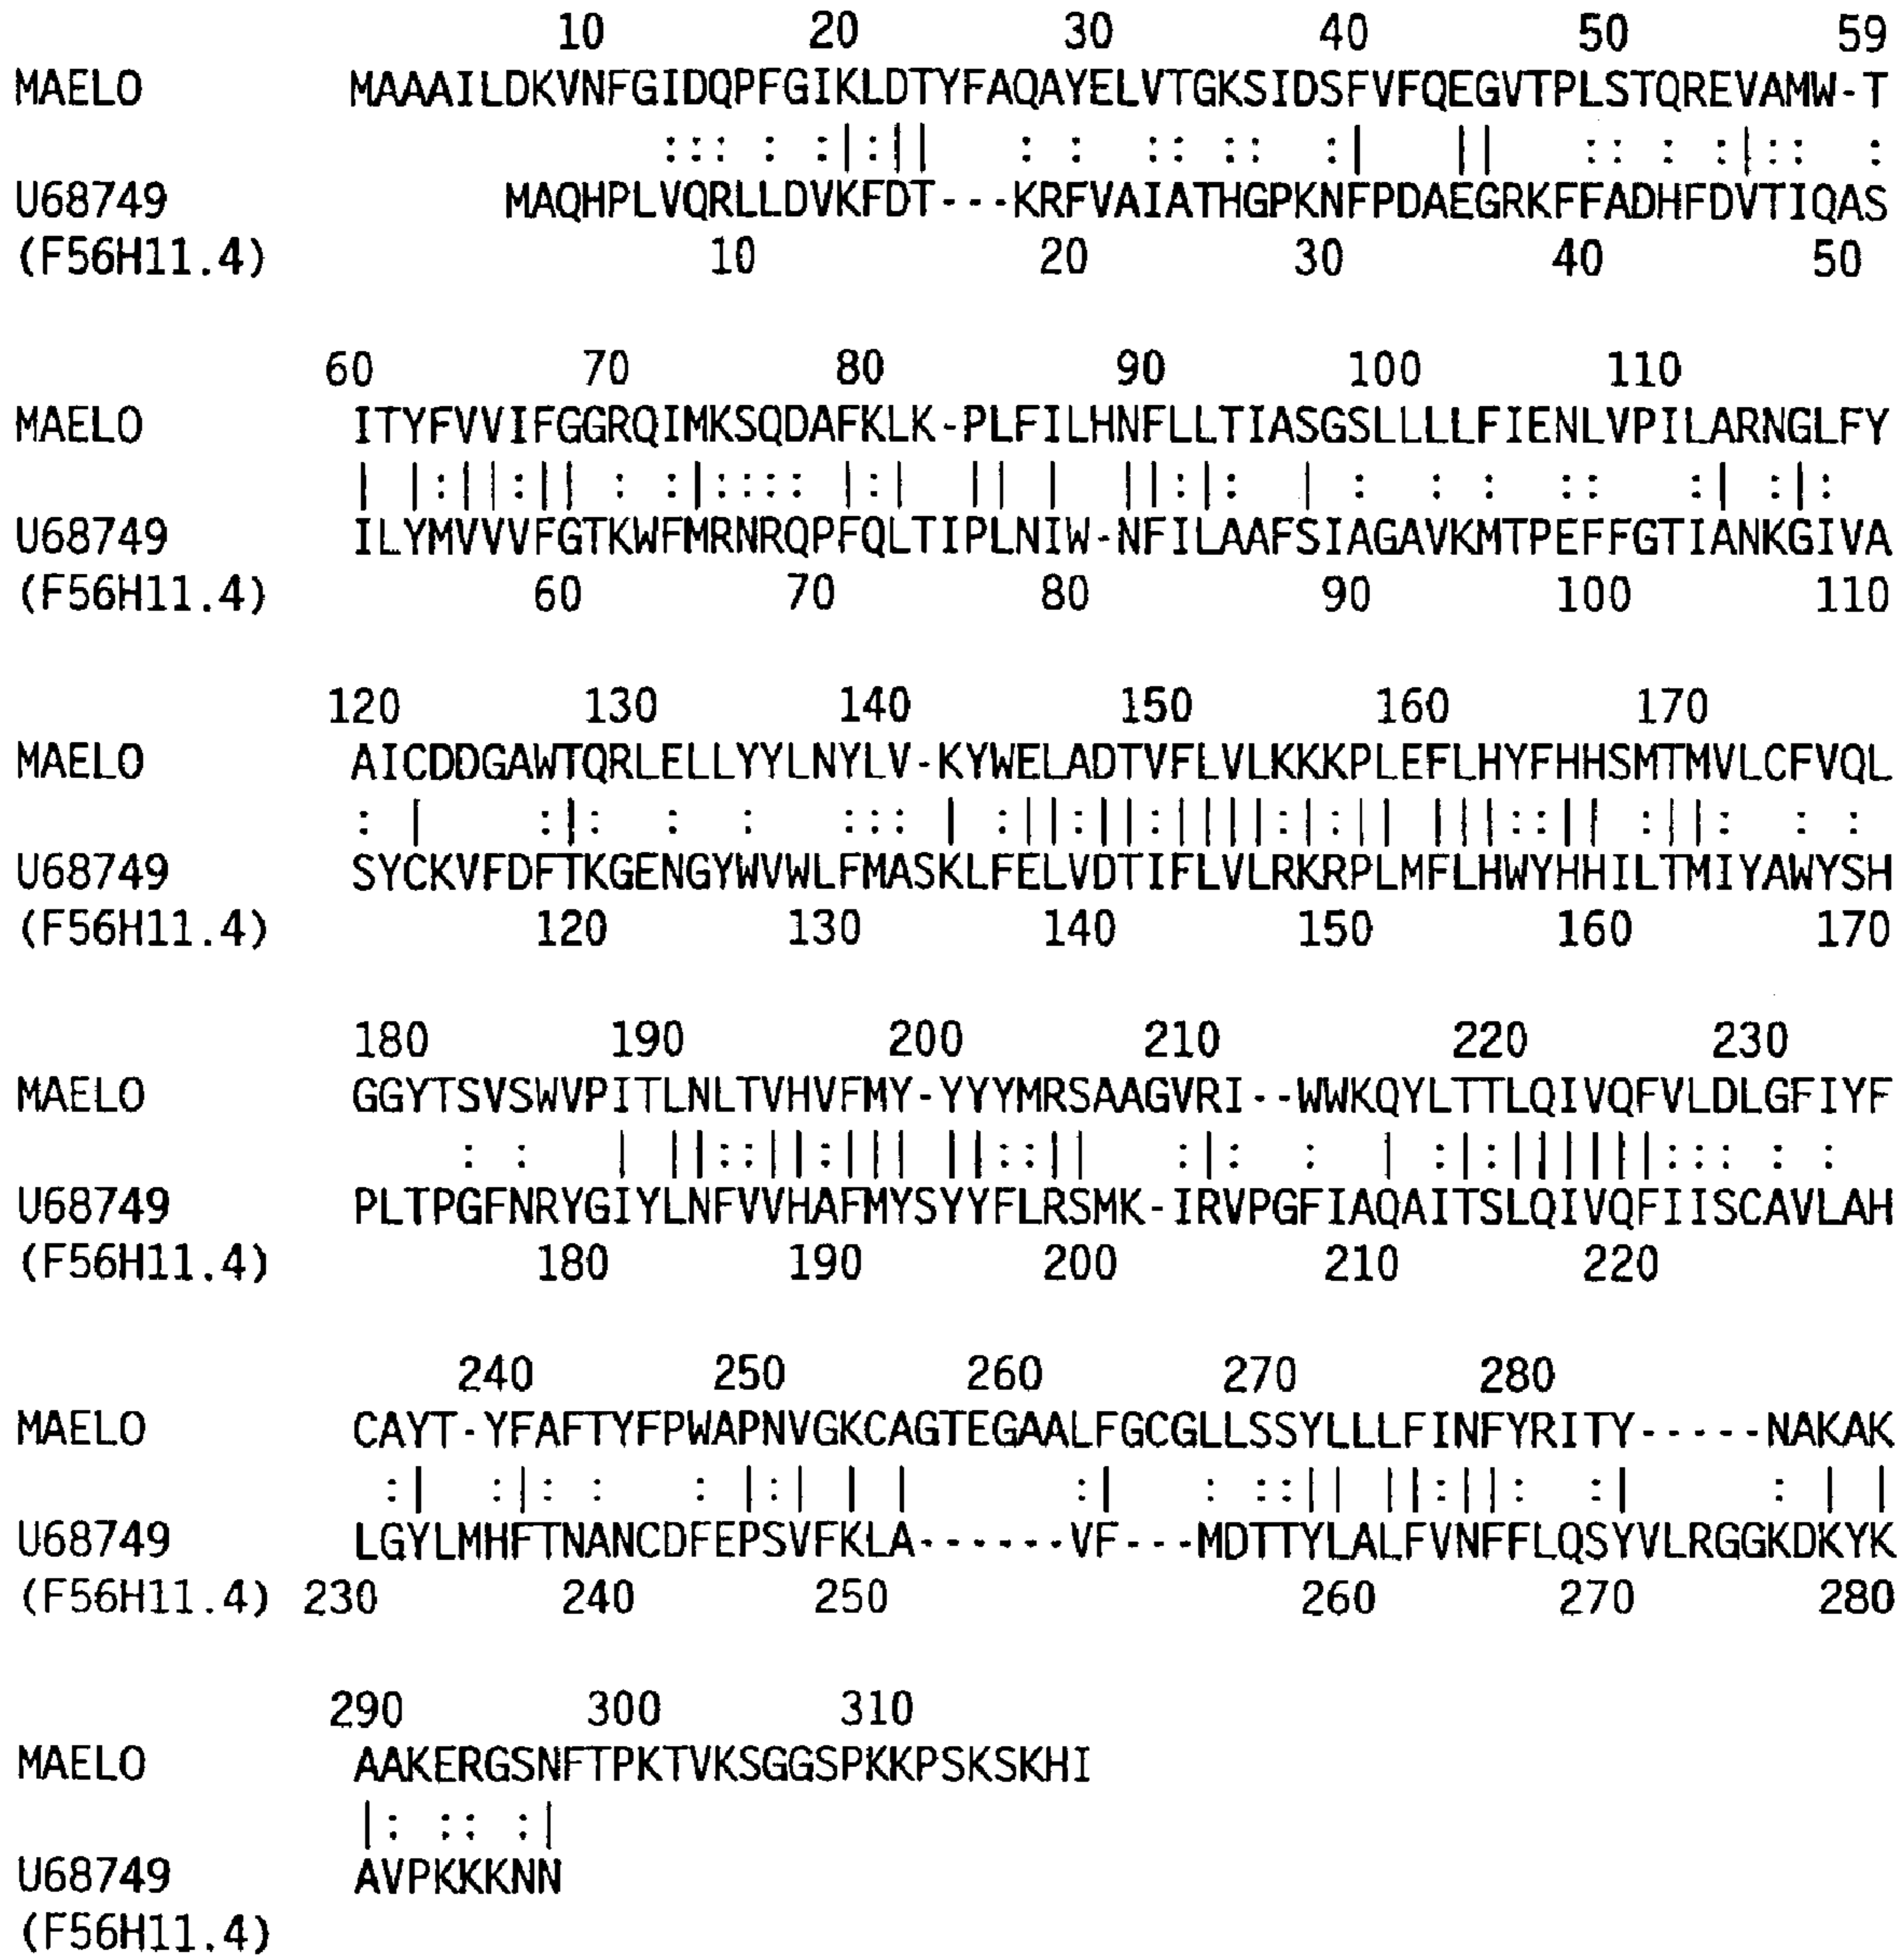 10 20 30 40 50 59
MAELO MAAAILDKVNFGIDQPFGIKLDTYFAQAYELVTGKSIDSFVFQEGVTPLSTQREVAMW-T
::: : :|:|| : : :: :: :| || :: : :|:: :
U68749 MAQHPLVQRLLDVKFDT---KRFVAIATHGPKNFPDAEGRKFFADHFDVTIQAS
(F56H11.4) 10 20 30 40 50
60 70 80 90 100 110
MAELO ITYFVVIFGGRQIMKSQDAFKLK-PLFILHNFLLTIASGSLLLLFIENLVPILARNGLFY
| |:||:|| : :|:::: |:| || | ||:|: | : : : :: :| :|:
U68749 ILYMVVVFGTKWFMRNRQPFQLTIPLNIW-NFILAAFSIAGAVKMTPEFFGTIANKGIVA
(F56H11.4) 60 70 80 90 100 110
120 130 140 150 160 170
MAELO AICDDGAWTQRLELLYYLNYLV-KYWELADTVFLVLKKKPLEFLHYFHHSMTMVLCFVQL
: | :|: : : ::: | :||:||:||||:|:|| |||::|| :||: : :
U68749 SYCKVFDFTKGENGYWVWLFMASKLFELVDTIFLVLRKRPLMFLHWYHHILTMIYAWYSH
(F56H11.4) 120 130 140 150 160 170
180 190 200 210 220 230
MAELO GGYTSVSWVPITLNLTVHVFMY-YYYMRSAAGVRI--WWKQYLTTLQIVQFVLDLGFIYF
: : | ||::||:||| ||::|| :|: : | :|:||||||::: : :
U68749 PLTPGFNRYGIYLNFVVHAFMYSYYFLRSMK-IRVPGFIAQAITSLQIVQFIISCAVLAH
(F56H11.4) 180 190 200 210 220
240 250 260 270 280
MAELO CAYT-YFAFTYFPWAPNVGKCAGTEGAALFGCGLLSSYLLLFINFYRITY-----NAKAK
:| :|: : : |:| | | :| : ::|| ||:||: :| : | |
U68749 LGYLMHFTNANCDFEPSVFKLA------VF---MDTTYLALFVNFFLQSYVLRGGKDKYK
(F56H11.4) 230 240 250 260 270 280
290 300 310
MAELO AAKERGSNFTPKTVKSGGSPKKPSKSKHI
|: :: :|
U68749 AVPKKKNN
(F56H11.4)